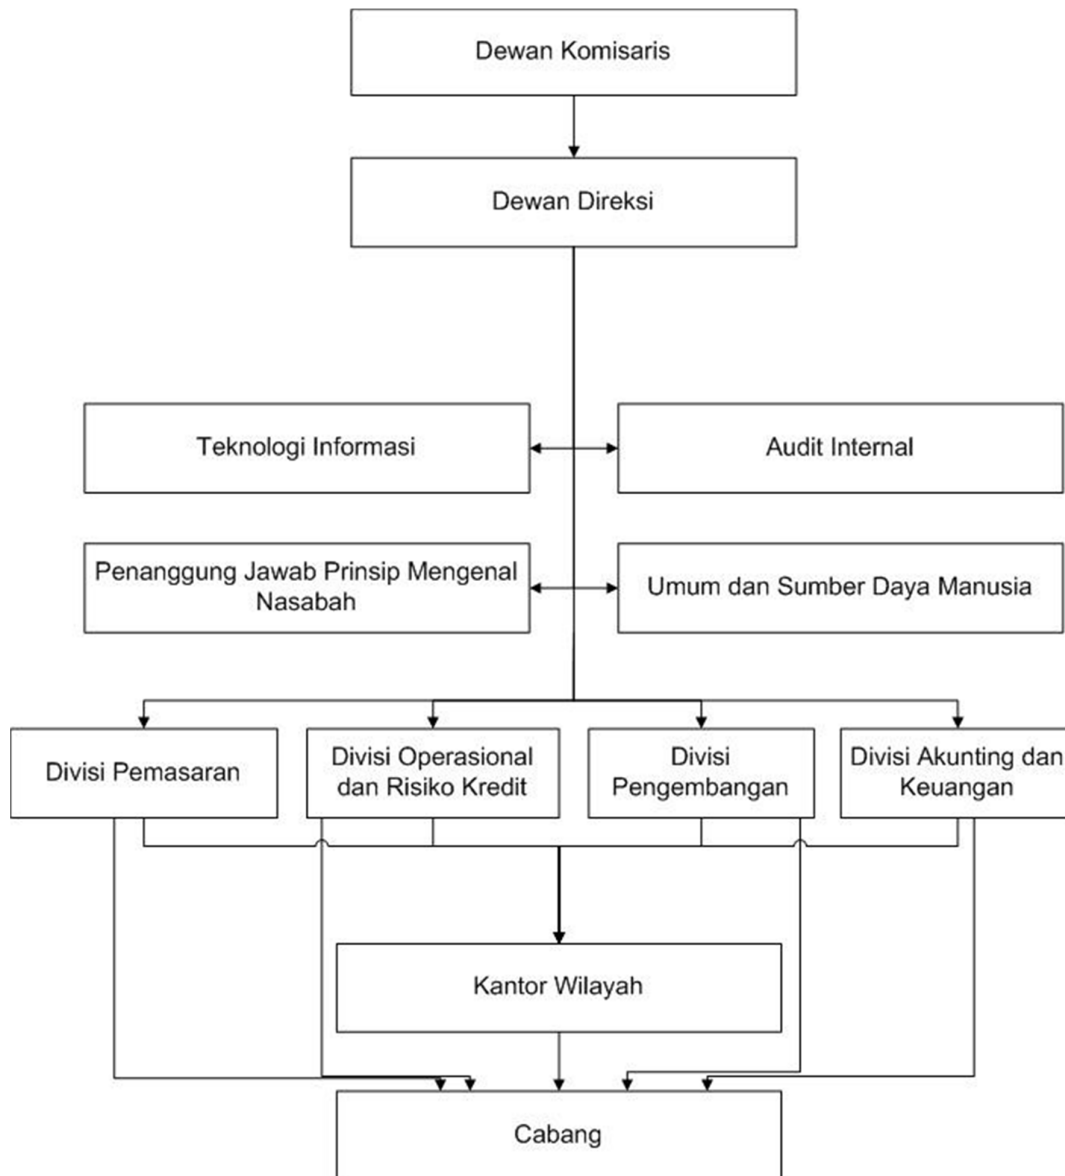 Dewan Komisaris
Dewan Direksi
Teknologi Informasi
Audit Internal
Penanggung Jawab Prinsip Mengenal
Nasabah
Umum dan Sumber Daya Manusia
Divisi Pemasaran
Divisi Operasional
dan Risiko Kredit
Divisi
Pengembangan
Divisi Akunting dan
Keuangan
Kantor Wilayah
Cabang